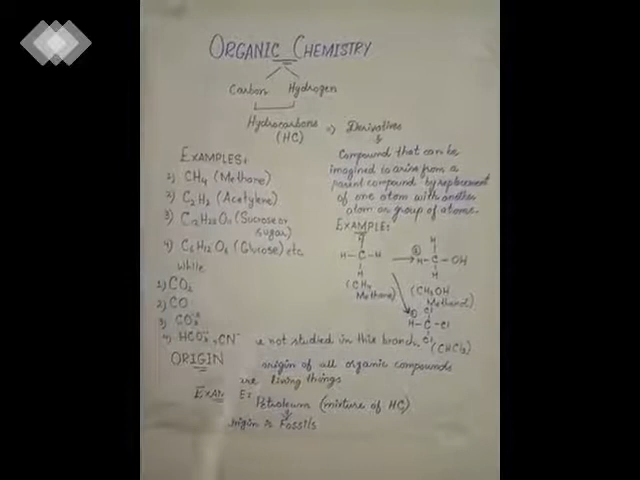 ORGANIC CHEMISTRY
Carbon Hydrogen
Hydrocarbons => Derivatives
(HC) &
EXAMPLES:
1) CH4 (Methane)
2) C2H2 (Acetylene)
3) C12H22O11 (Sucrose or
sugar)
4) C6H12O6 (Glucose) etc
while
1) CO2
2) CO
3) CO3
4) HCO3-, CN- are not studied in this branch.
Compound that can be
imagined to arise from a
parent compound by replacement
of one atom with another
atom or group of atoms.
EXAMPLE:
H
H-C-H
H
(CH4
Methane)
H
H-C-OH
H
(CH3OH
Methanol)
Cl
H-C-Cl
Cl
(CHCl3)
ORIGIN origin of all organic compounds
are living things
Petroleum (mixture of HC)
origin is Fossils